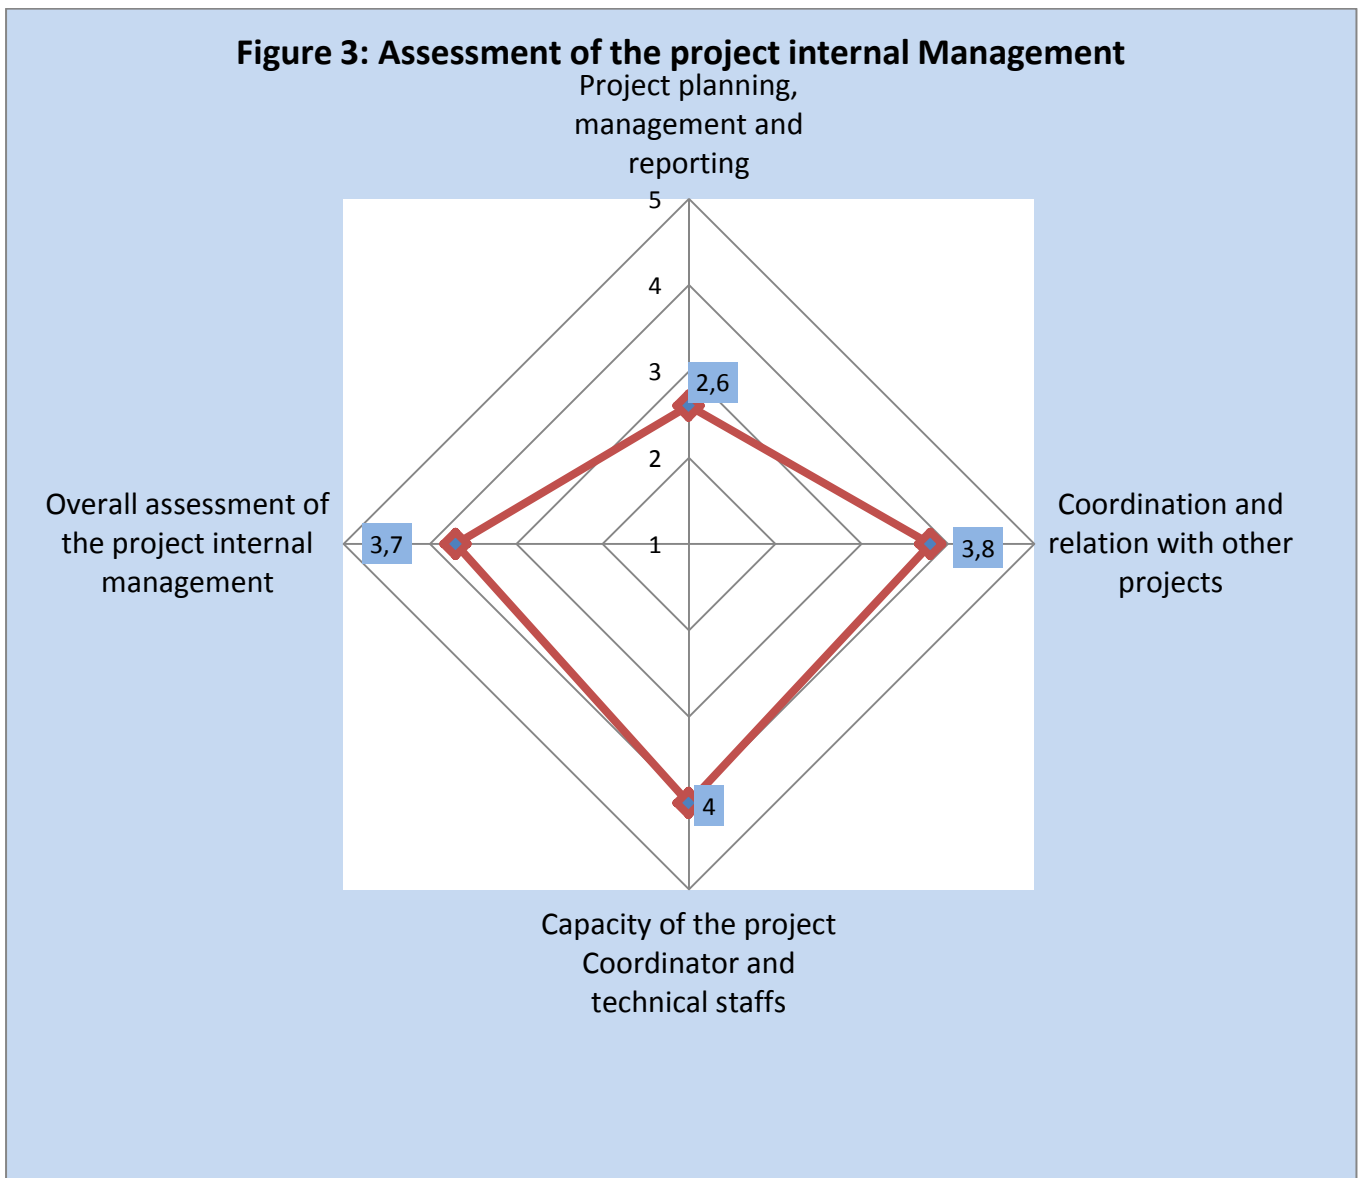 Figure 3: Assessment of the project internal Management
Project planning,
management and
reporting
5
4
3
2,6
2
Overall assessment of
the project internal
management
3,7
1
3,8
Coordination and
relation with other
projects
4
Capacity of the project
Coordinator and
technical staffs